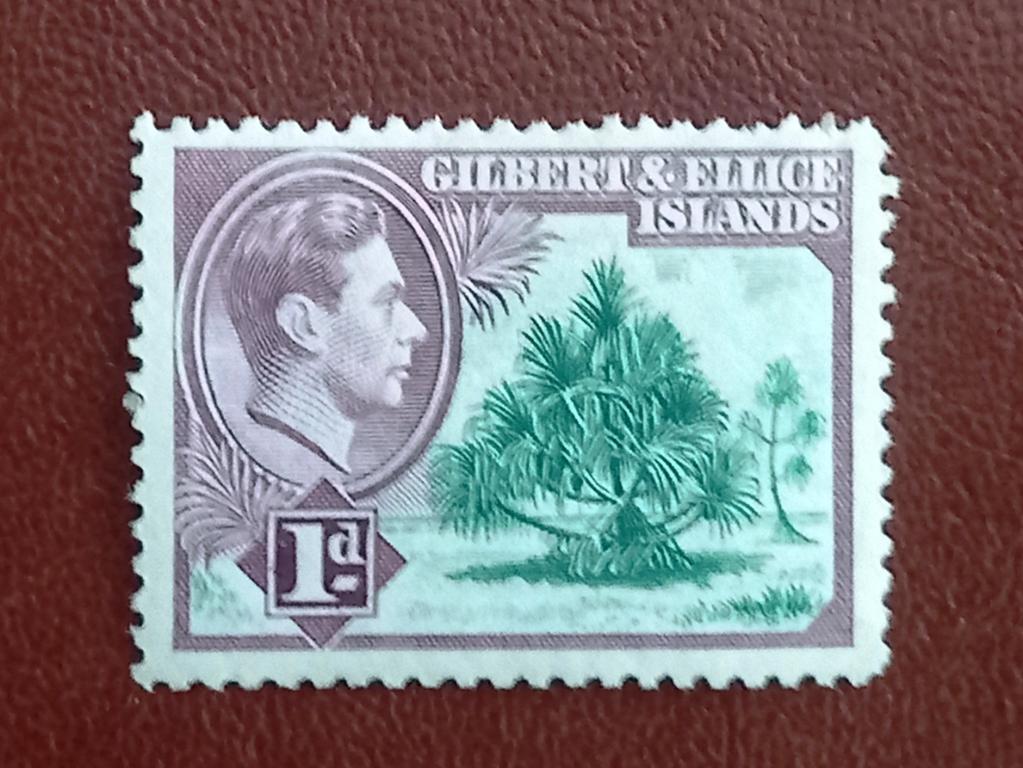 GILBERT & ELLICE
ISLANDS
1d